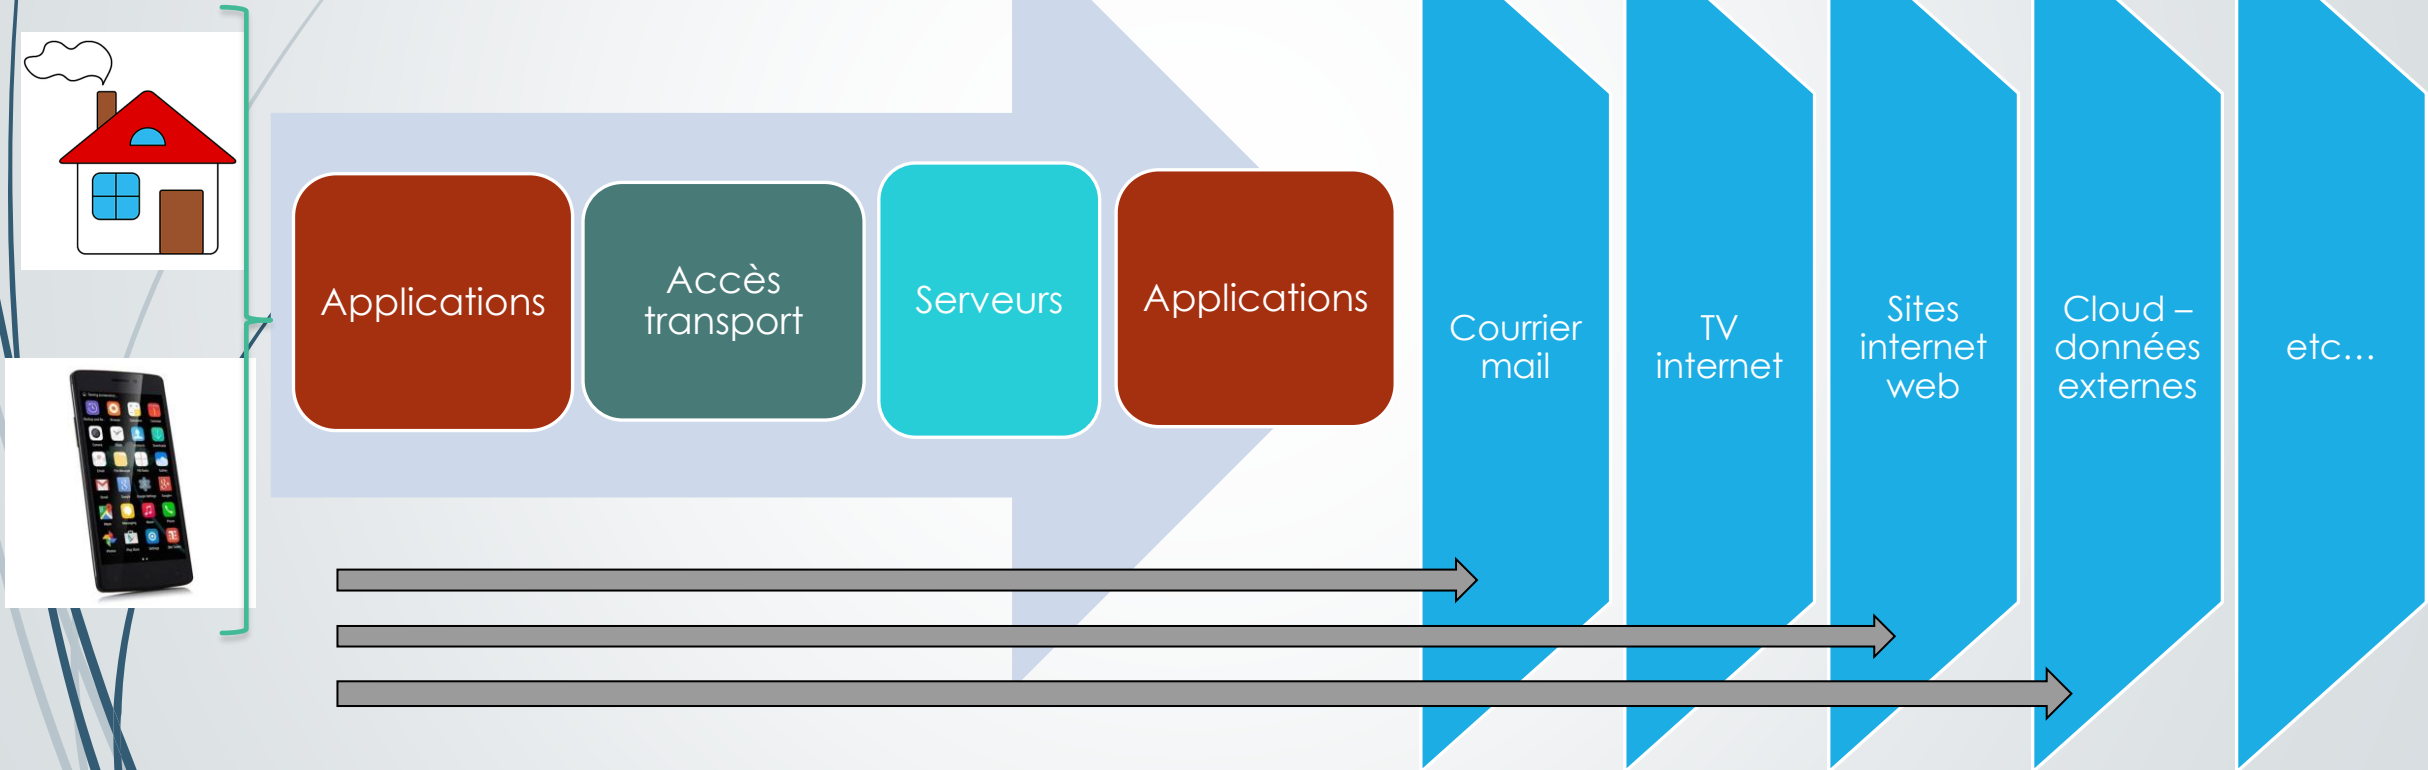 Applications
Accès
transport
Serveurs
Applications
Courrier
mail
TV
internet
Sites
internet
web
Cloud –
données
externes
etc…